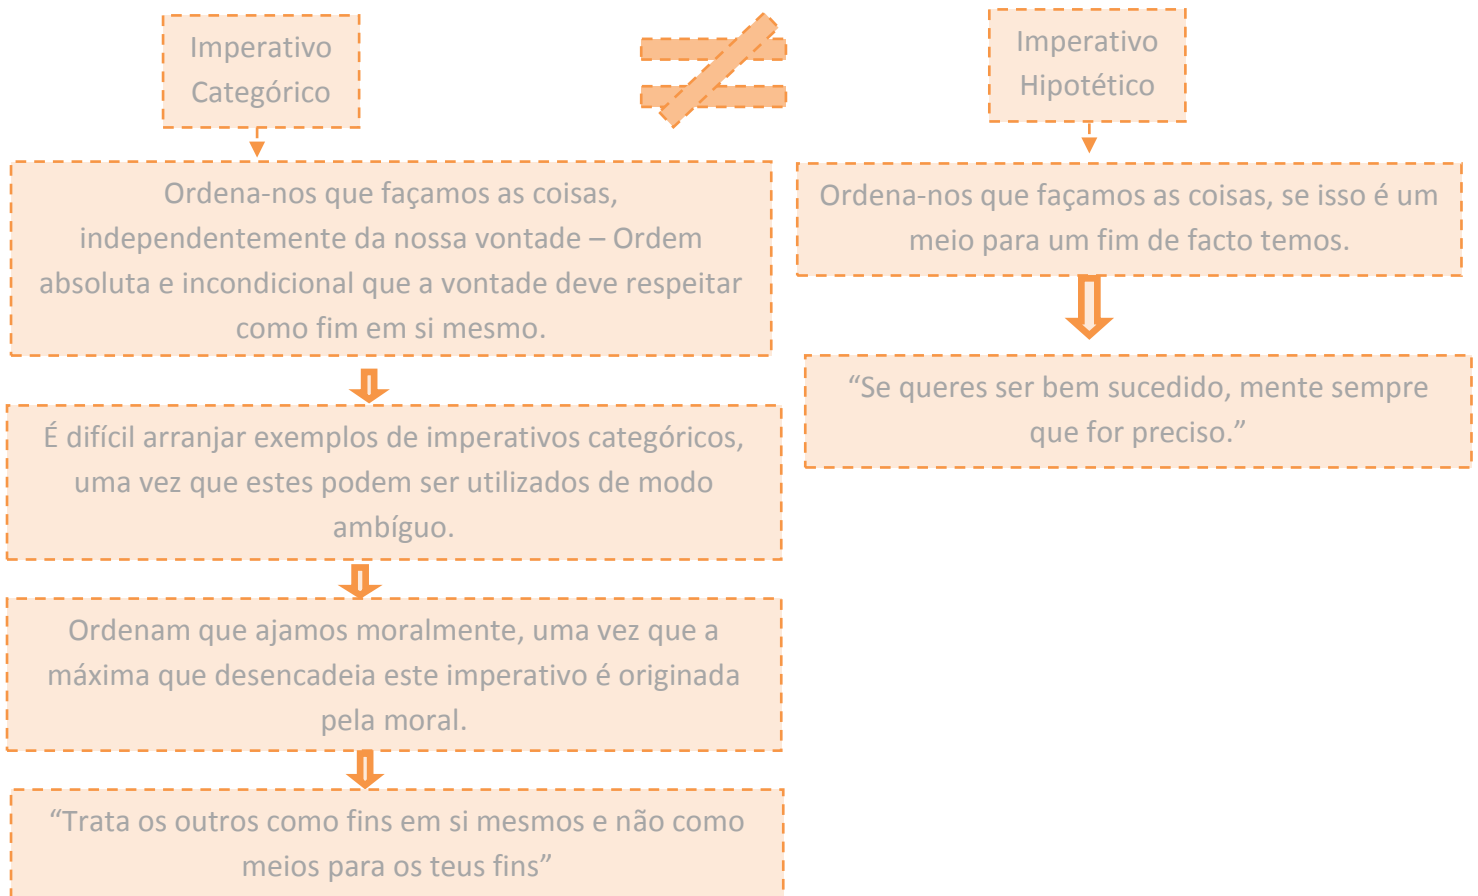 Imperativo
Categórico
Imperativo
Hipotético
Ordena-nos que façamos as coisas,
independentemente da nossa vontade – Ordem
absoluta e incondicional que a vontade deve respeitar
como fim em si mesmo.
Ordena-nos que façamos as coisas, se isso é um
meio para um fim de facto temos.
É difícil arranjar exemplos de imperativos categóricos,
uma vez que estes podem ser utilizados de modo
ambíguo.
“Se queres ser bem sucedido, mente sempre
que for preciso.”
Ordenam que ajamos moralmente, uma vez que a
máxima que desencadeia este imperativo é originada
pela moral.
“Trata os outros como fins em si mesmos e não como
meios para os teus fins”